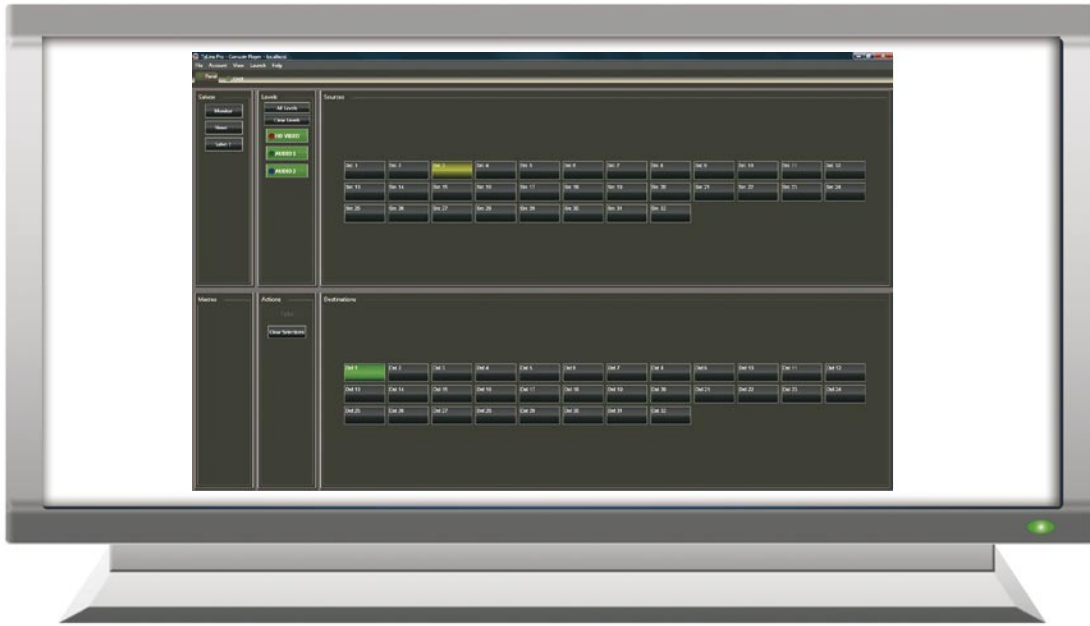 File Account View Launch Help
Panel
Salvos
Monitor
Salvo 1
Levels
All Levels
Clear Levels
HD VIDEO
AUDIO 1
AUDIO 2
Sources
Src 1 Src 2 Src 3 Src 4 Src 5 Src 6 Src 7 Src 8 Src 9 Src 10 Src 11 Src 12
Src 13 Src 14 Src 15 Src 16 Src 17 Src 18 Src 19 Src 20 Src 21 Src 22 Src 23 Src 24
Src 25 Src 26 Src 27 Src 28 Src 29 Src 30 Src 31 Src 32
Macros
Actions
Take
Clear Selections
Destinations
Dst 1 Dst 2 Dst 3 Dst 4 Dst 5 Dst 6 Dst 7 Dst 8 Dst 9 Dst 10 Dst 11 Dst 12
Dst 13 Dst 14 Dst 15 Dst 16 Dst 17 Dst 18 Dst 19 Dst 20 Dst 21 Dst 22 Dst 23 Dst 24
Dst 25 Dst 26 Dst 27 Dst 28 Dst 29 Dst 30 Dst 31 Dst 32